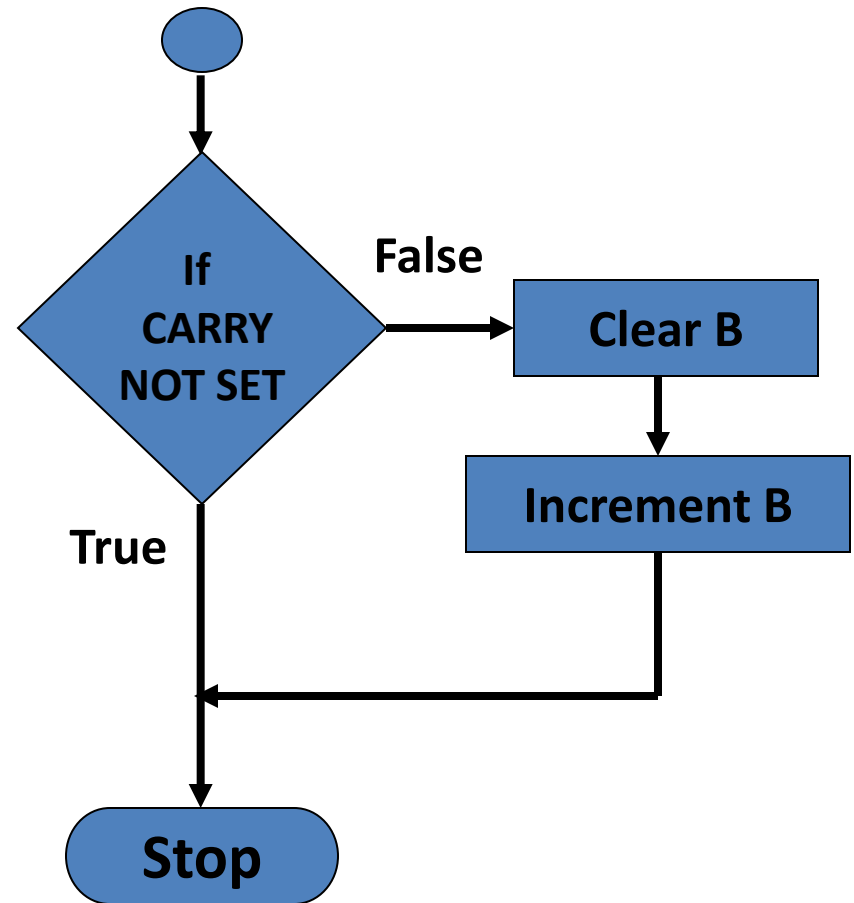 If
CARRY
NOT SET
False
Clear B
Increment B
True
Stop